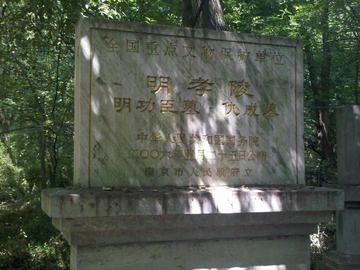 全国重点文物保护单位
明孝陵
明功臣墓 仇成墓
中华人民共和国国务院
二〇〇六年五月二十五日公布
南京市人民政府立